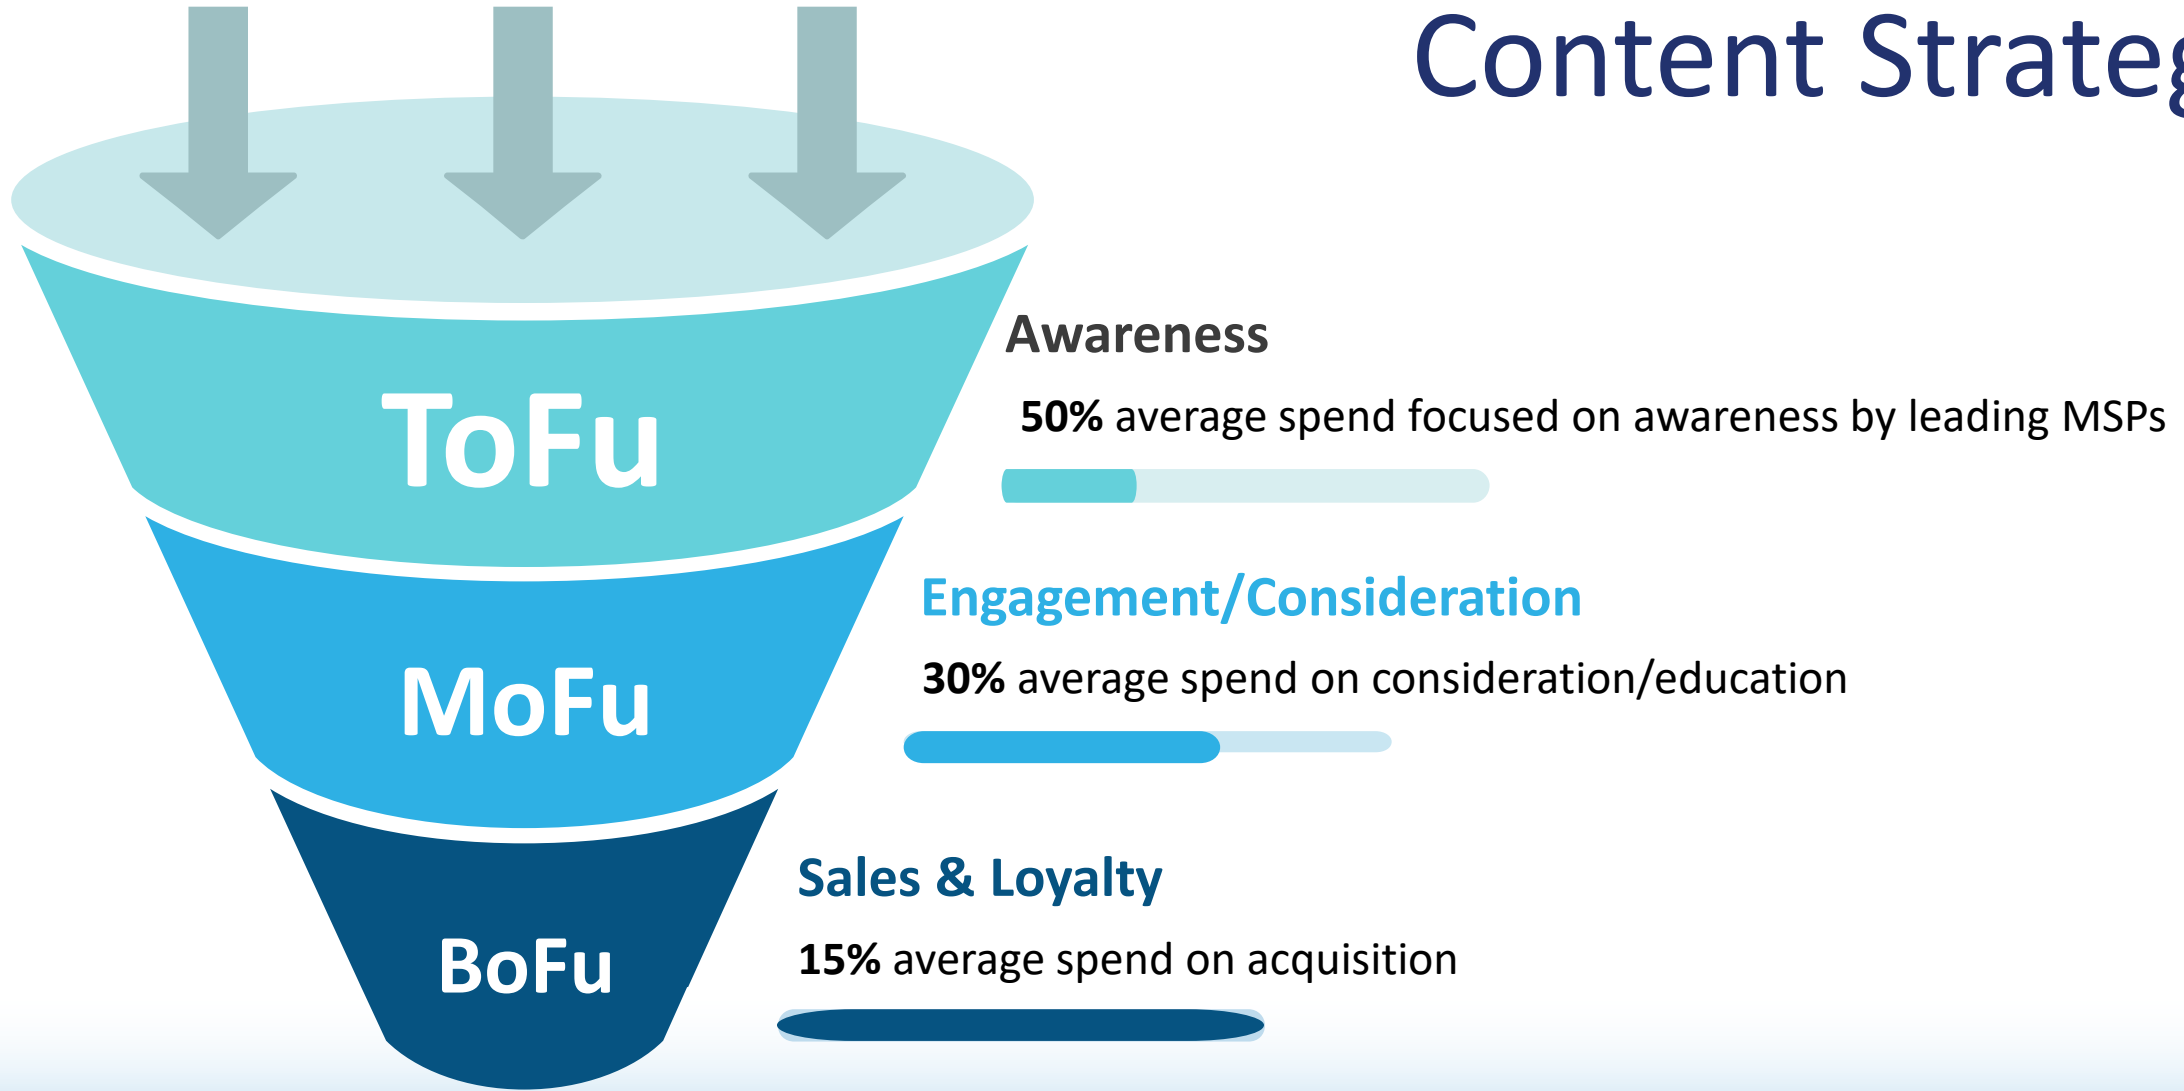 Content Strateg
ToFu
Awareness
50% average spend focused on awareness by leading MSPs
MoFu
Engagement/Consideration
30% average spend on consideration/education
BoFu
Sales & Loyalty
15% average spend on acquisition